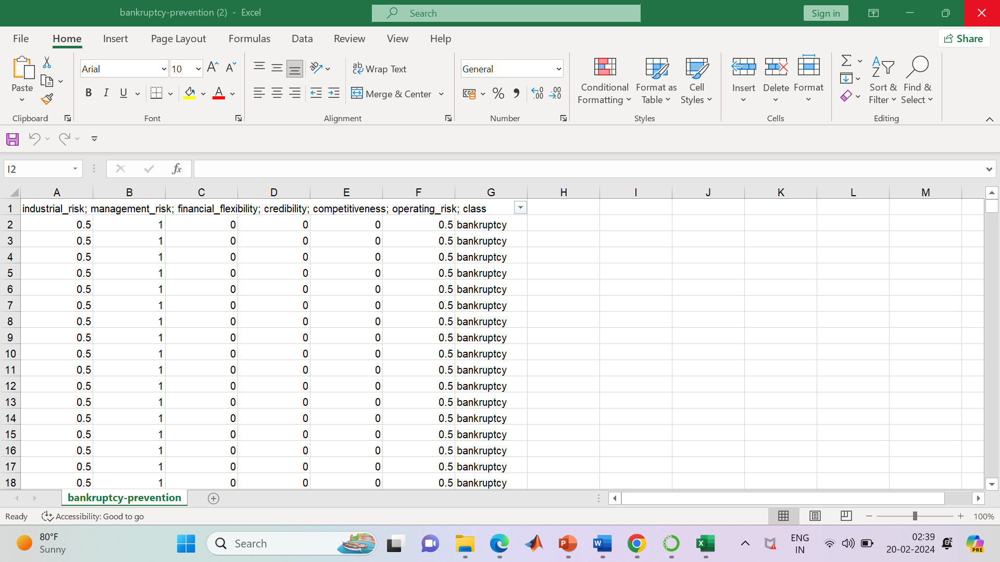 bankruptcy-prevention (2) - Excel
Search
Sign in
File Home Insert Page Layout Formulas Data Review View Help
Share
Paste
Clipboard
Arial 10
B I U A
Font
ab Wrap Text
Merge & Center
Alignment
General
% 9
Number
Conditional Formatting
Format as Table
Cell Styles
Styles
Insert Delete Format
Cells
Sort & Filter
Find & Select
Editing
I2
fx
A B C D E F G H I J K L M
1 industrial_risk; management_risk; financial_flexibility; credibility; competitiveness; operating_risk; class
2 0.5 1 0 0 0 0.5 bankruptcy
3 0.5 1 0 0 0 0.5 bankruptcy
4 0.5 1 0 0 0 0.5 bankruptcy
5 0.5 1 0 0 0 0.5 bankruptcy
6 0.5 1 0 0 0 0.5 bankruptcy
7 0.5 1 0 0 0 0.5 bankruptcy
8 0.5 1 0 0 0 0.5 bankruptcy
9 0.5 1 0 0 0 0.5 bankruptcy
10 0.5 1 0 0 0 0.5 bankruptcy
11 0.5 1 0 0 0 0.5 bankruptcy
12 0.5 1 0 0 0 0.5 bankruptcy
13 0.5 1 0 0 0 0.5 bankruptcy
14 0.5 1 0 0 0 0.5 bankruptcy
15 0.5 1 0 0 0 0.5 bankruptcy
16 0.5 1 0 0 0 0.5 bankruptcy
17 0.5 1 0 0 0 0.5 bankruptcy
18 0.5 1 0 0 0 0.5 bankruptcy
bankruptcy-prevention
Ready Accessibility: Good to go
100%
80°F
Sunny
Search
ENG
IN
02:39
20-02-2024
PRE